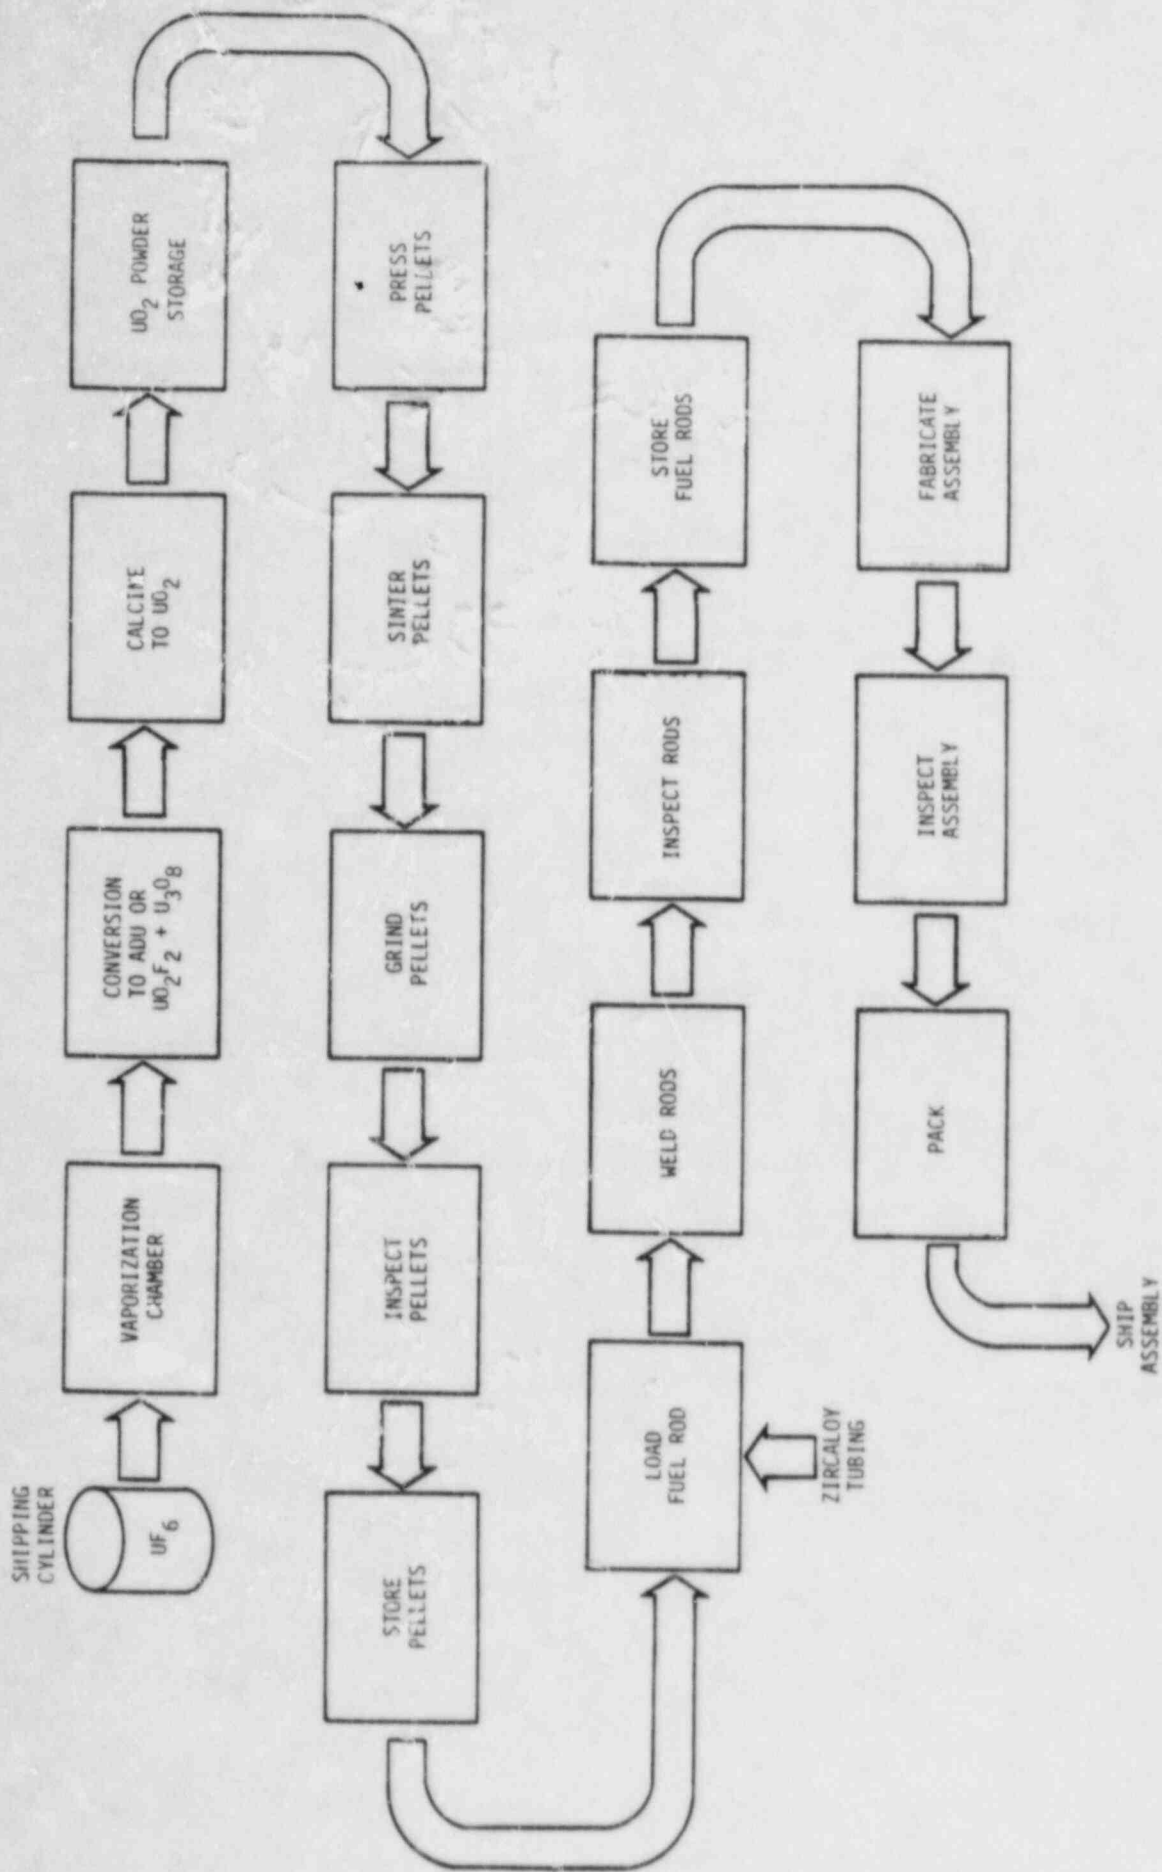 SHIPPING
CYLINDER
UF6
VAPORIZATION
CHAMBER
CONVERSION
TO ADU OR
UO2F2 + U3O8
CALCINE
TO UO2
UO2 POWDER
STORAGE
PRESS
PELLETS
SINTER
PELLETS
GRIND
PELLETS
INSPECT
PELLETS
STORE
PELLETS
LOAD
FUEL ROD
ZIRCALOY
TUBING
WELD RODS
INSPECT RODS
STORE
FUEL RODS
FABRICATE
ASSEMBLY
INSPECT
ASSEMBLY
PACK
SHIP
ASSEMBLY